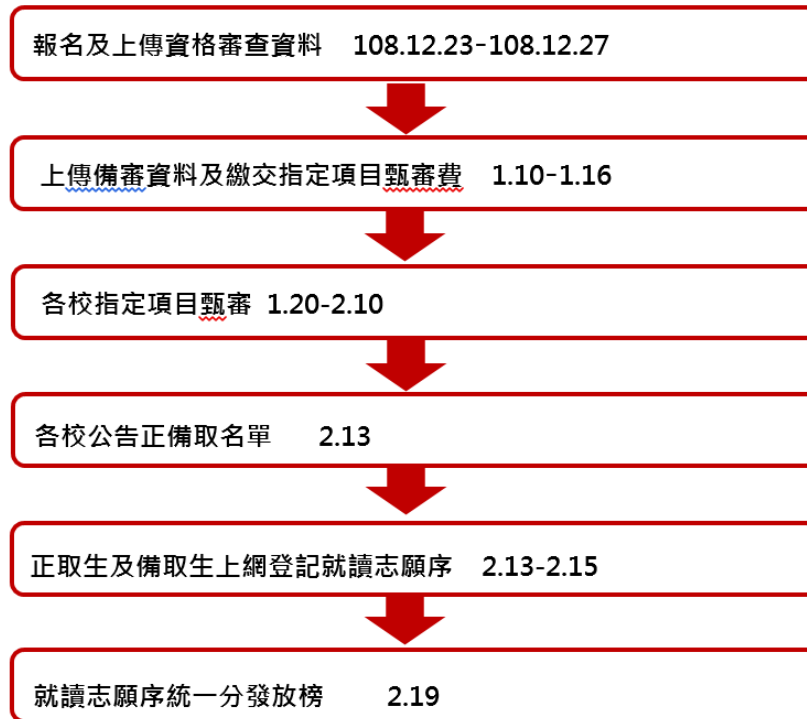 報名及上傳資格審查資料 108.12.23-108.12.27
上傳備審資料及繳交指定項目甄審費 1.10-1.16
各校指定項目甄審 1.20-2.10
各校公告正備取名單 2.13
正取生及備取生上網登記就讀志願序 2.13-2.15
就讀志願序統一分發放榜 2.19